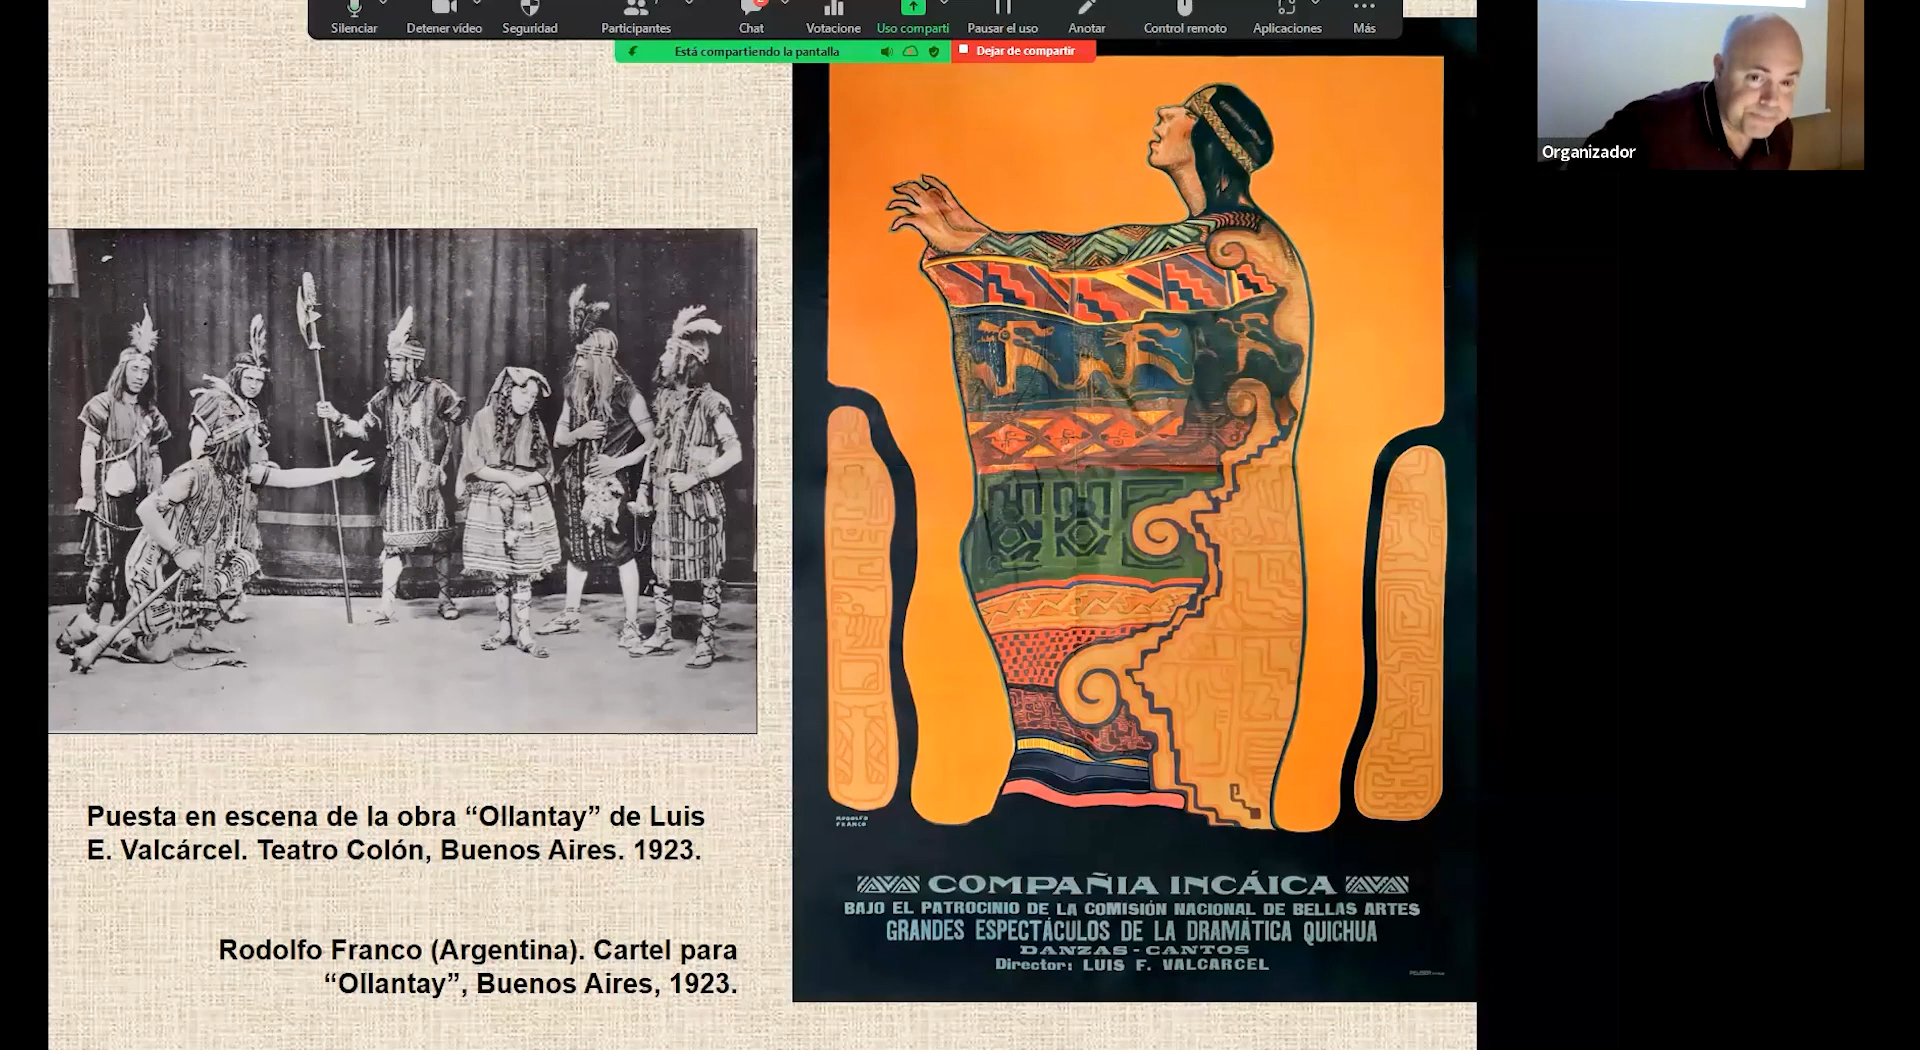 Silenciar
Detener vídeo
Seguridad
Participantes
Chat
Votacione
Uso comparti
Pausar el uso
Anotar
Control remoto
Aplicaciones
Más
Está compartiendo la pantalla
Dejar de compartir
Organizador
Puesta en escena de la obra “Ollantay” de Luis
E. Valcárcel. Teatro Colón, Buenos Aires. 1923.
Rodolfo Franco (Argentina). Cartel para
“Ollantay”, Buenos Aires, 1923.
RODOLFO
FRANCO
COMPAÑIA INCÁICA
BAJO EL PATROCINIO DE LA COMISIÓN NACIONAL DE BELLAS ARTES
GRANDES ESPECTÁCULOS DE LA DRAMÁTICA QUICHUA
DANZAS-CANTOS
Director: LUIS F. VALCARCEL